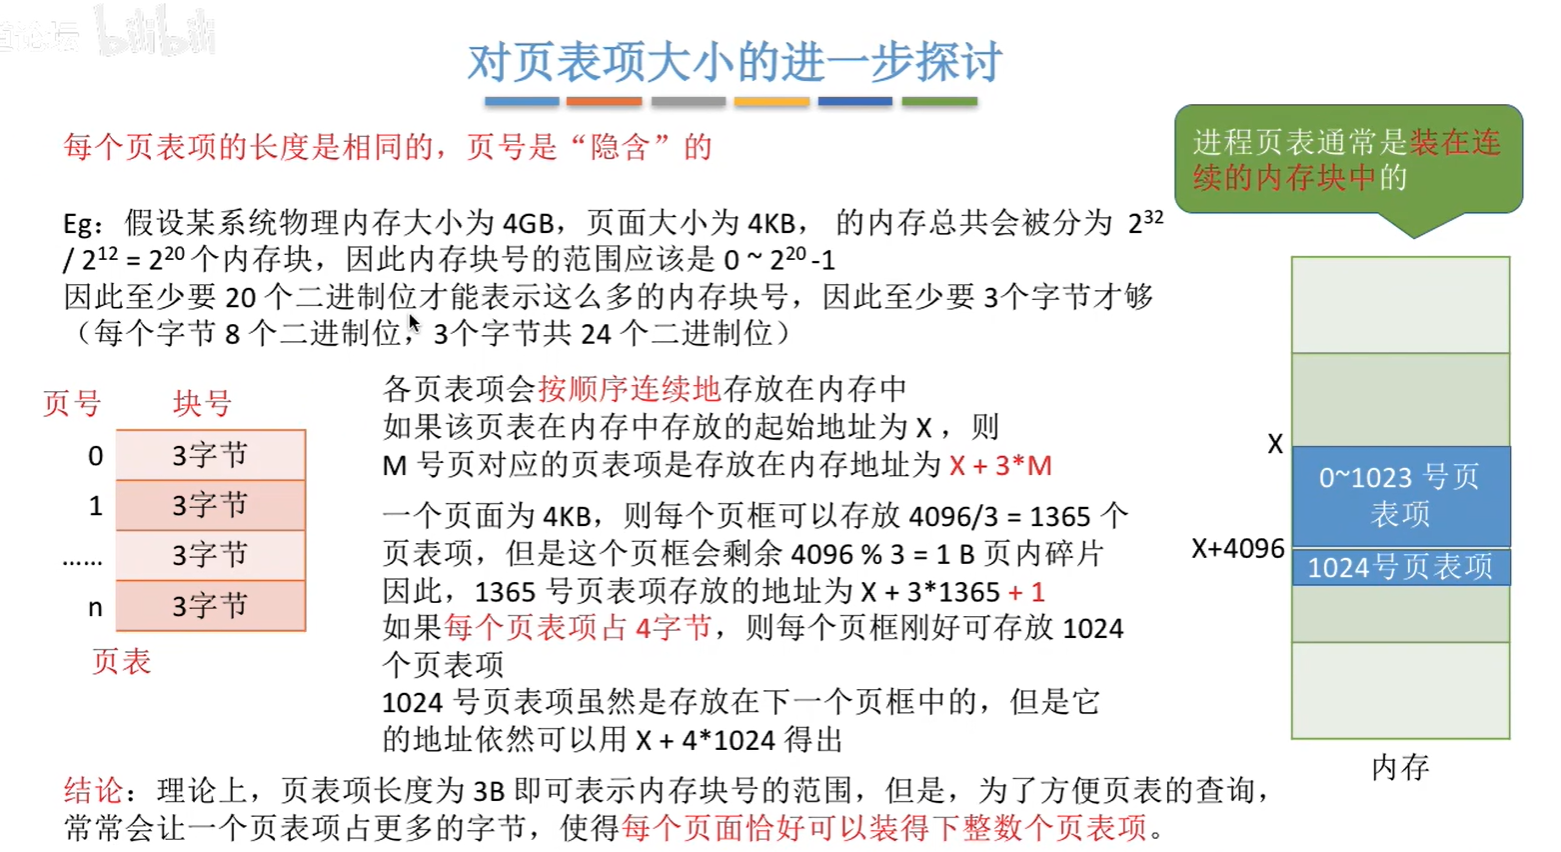 bilibili
对页表项大小的进一步探讨
每个页表项的长度是相同的，页号是“隐含”的
进程页表通常是装在连
续的内存块中的
Eg：假设某系统物理内存大小为 4GB，页面大小为 4KB， 的内存总共会被分为 2³²
/ 2¹² = 2²⁰ 个内存块，因此内存块号的范围应该是 0 ~ 2²⁰ -1
因此至少要 20 个二进制位才能表示这么多的内存块号，因此至少要 3个字节才够
（每个字节 8 个二进制位，3个字节共 24 个二进制位）
页号 块号
0 3字节
1 3字节
…… 3字节
n 3字节
页表
各页表项会按顺序连续地存放在内存中
如果该页表在内存中存放的起始地址为 X ，则
M 号页对应的页表项是存放在内存地址为 X + 3*M
一个页面为 4KB，则每个页框可以存放 4096/3 = 1365 个
页表项，但是这个页框会剩余 4096 % 3 = 1 B 页内碎片
因此，1365 号页表项存放的地址为 X + 3*1365 + 1
如果每个页表项占 4字节，则每个页框刚好可存放 1024
个页表项
1024 号页表项虽然是存放在下一个页框中的，但是它
的地址依然可以用 X + 4*1024 得出
X
0~1023 号页
表项
X+4096
1024号页表项
内存
结论：理论上，页表项长度为 3B 即可表示内存块号的范围，但是，为了方便页表的查询，
常常会让一个页表项占更多的字节，使得每个页面恰好可以装得下整数个页表项。